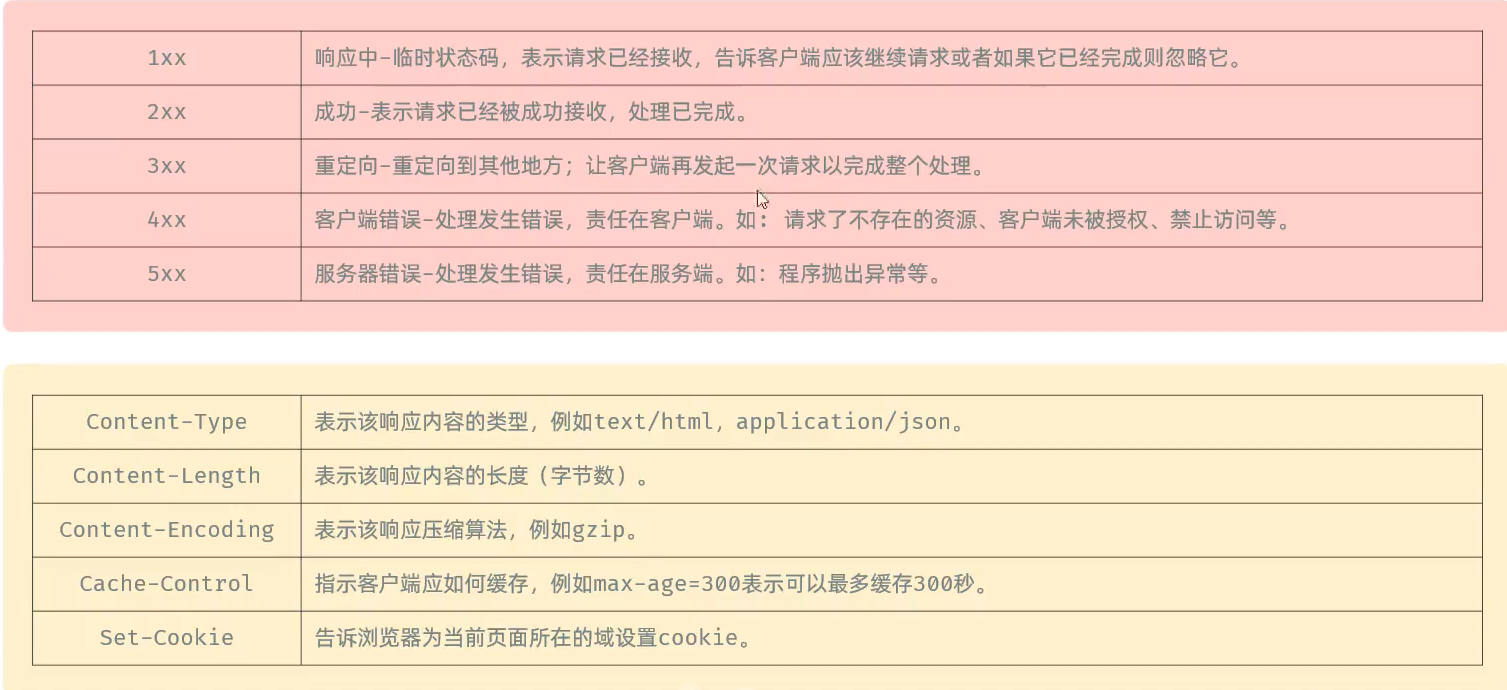 1xx 响应中-临时状态码，表示请求已经接收，告诉客户端应该继续请求或者如果它已经完成则忽略它。
2xx 成功-表示请求已经被成功接收，处理已完成。
3xx 重定向-重定向到其他地方；让客户端再发起一次请求以完成整个处理。
4xx 客户端错误-处理发生错误，责任在客户端。如： 请求了不存在的资源、客户端未被授权、禁止访问等。
5xx 服务器错误-处理发生错误，责任在服务端。如：程序抛出异常等。
Content-Type 表示该响应内容的类型，例如text/html，application/json。
Content-Length 表示该响应内容的长度（字节数）。
Content-Encoding 表示该响应压缩算法，例如gzip。
Cache-Control 指示客户端应如何缓存，例如max-age=300表示可以最多缓存300秒。
Set-Cookie 告诉浏览器为当前页面所在的域设置cookie。